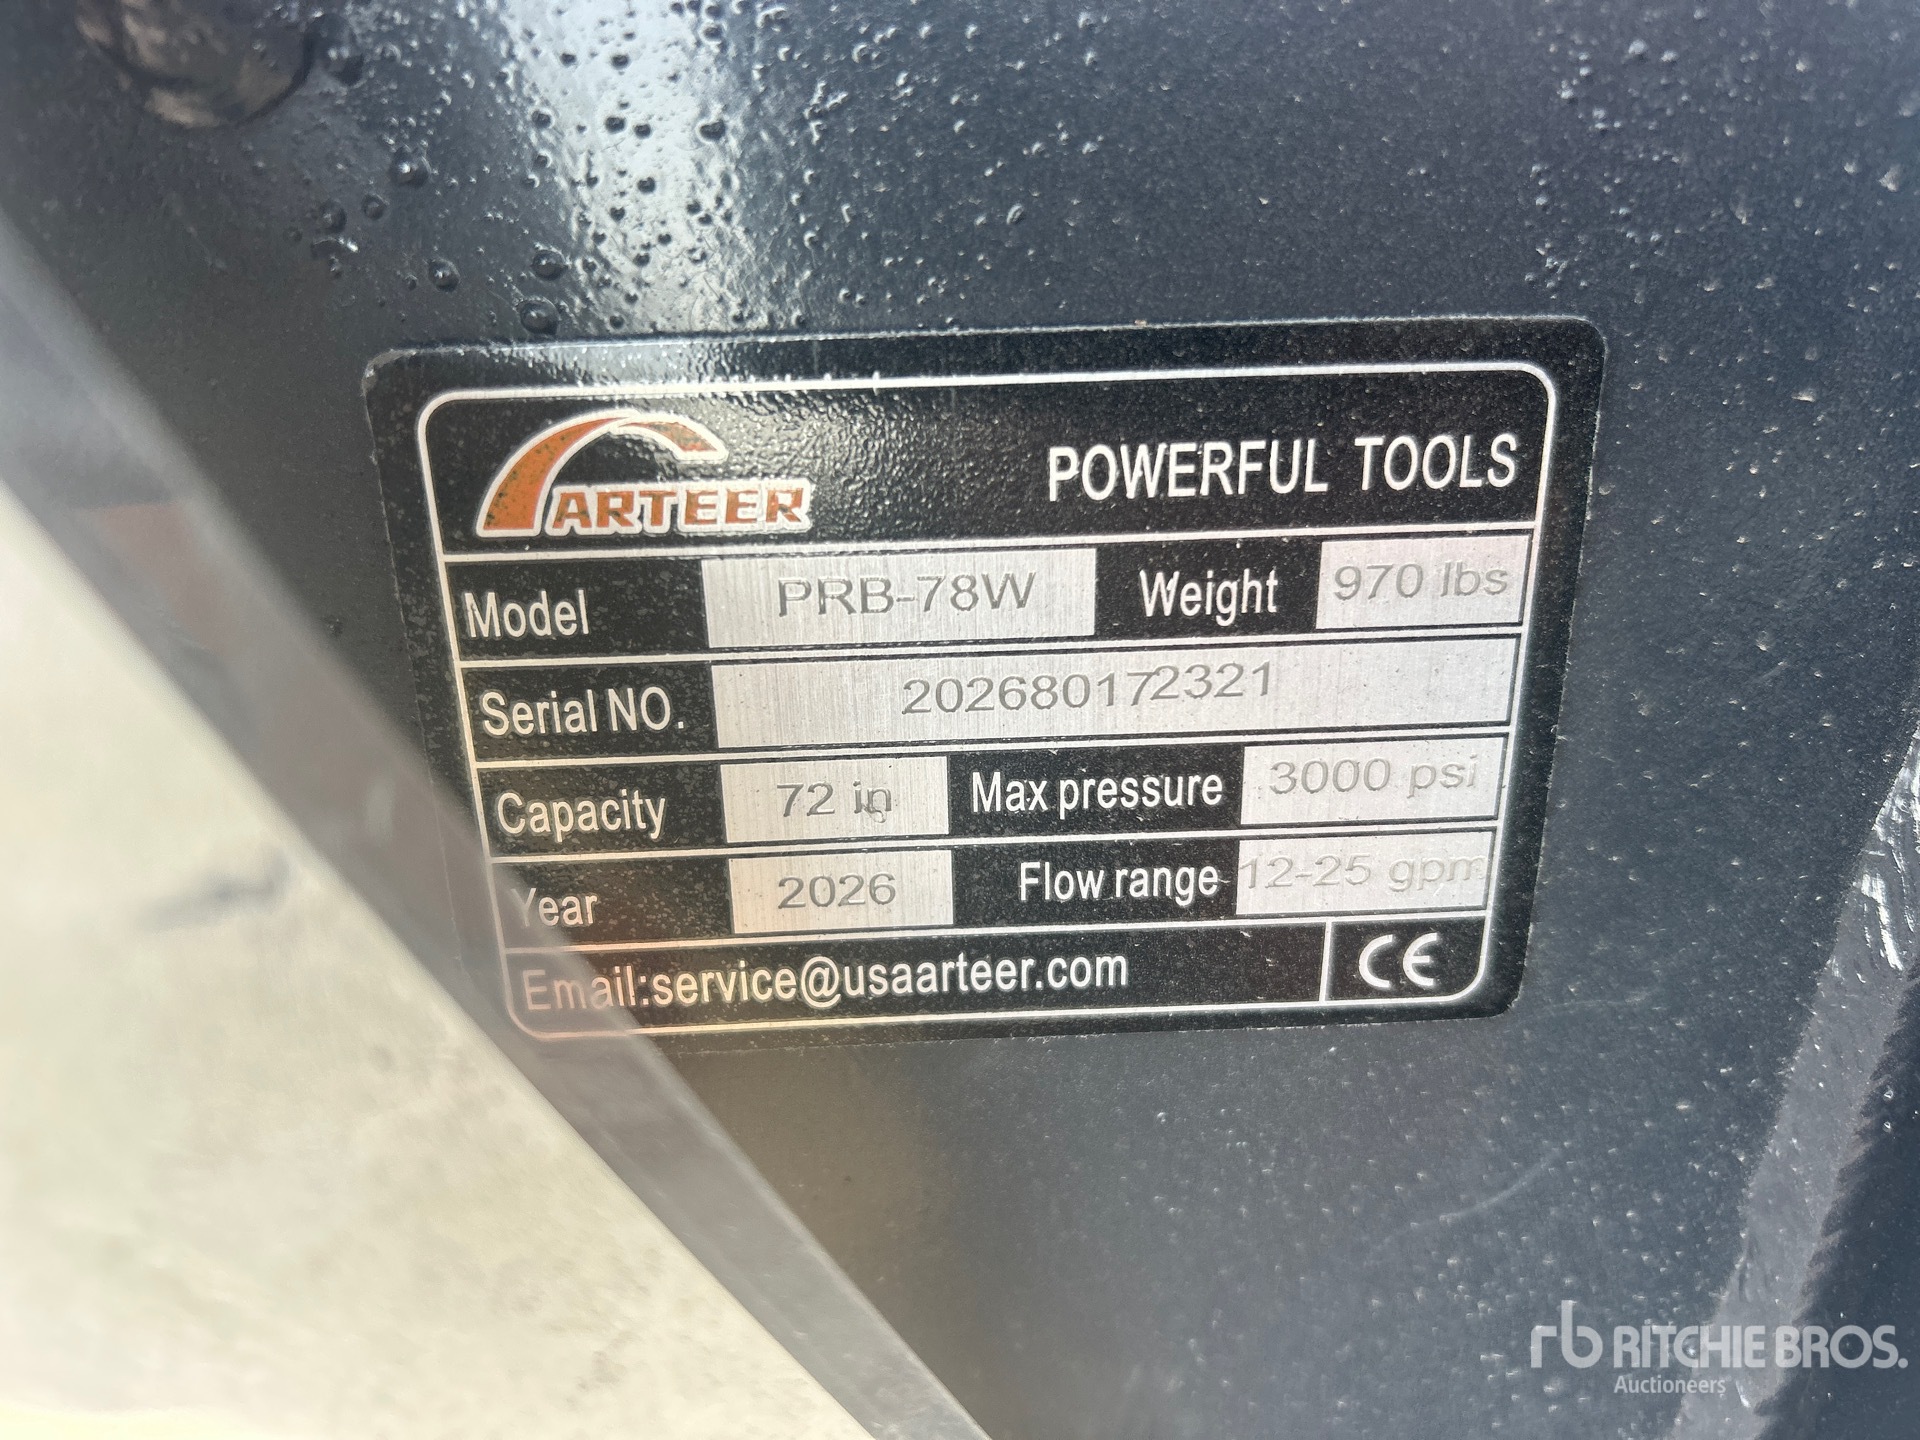 ARTEER
POWERFUL TOOLS
Model PRB-78W Weight 970 lbs
Serial NO. 202680172321
Capacity 72 in Max pressure 3000 psi
Year 2026 Flow range 12-25 gpm
Email:service@usaarteer.com CE
rb RITCHIE BROS.
Auctioneers